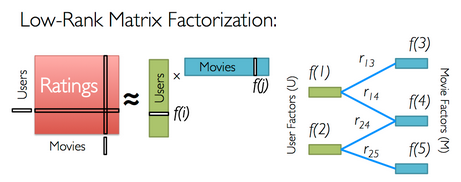 Low-Rank Matrix Factorization:
Users
Ratings
Movies
≈
Users
f(i)
x
Movies
f(j)
User Factors (U)
f(1)
f(2)
r13
r14
r24
r25
f(3)
f(4)
f(5)
Movie Factors (M)